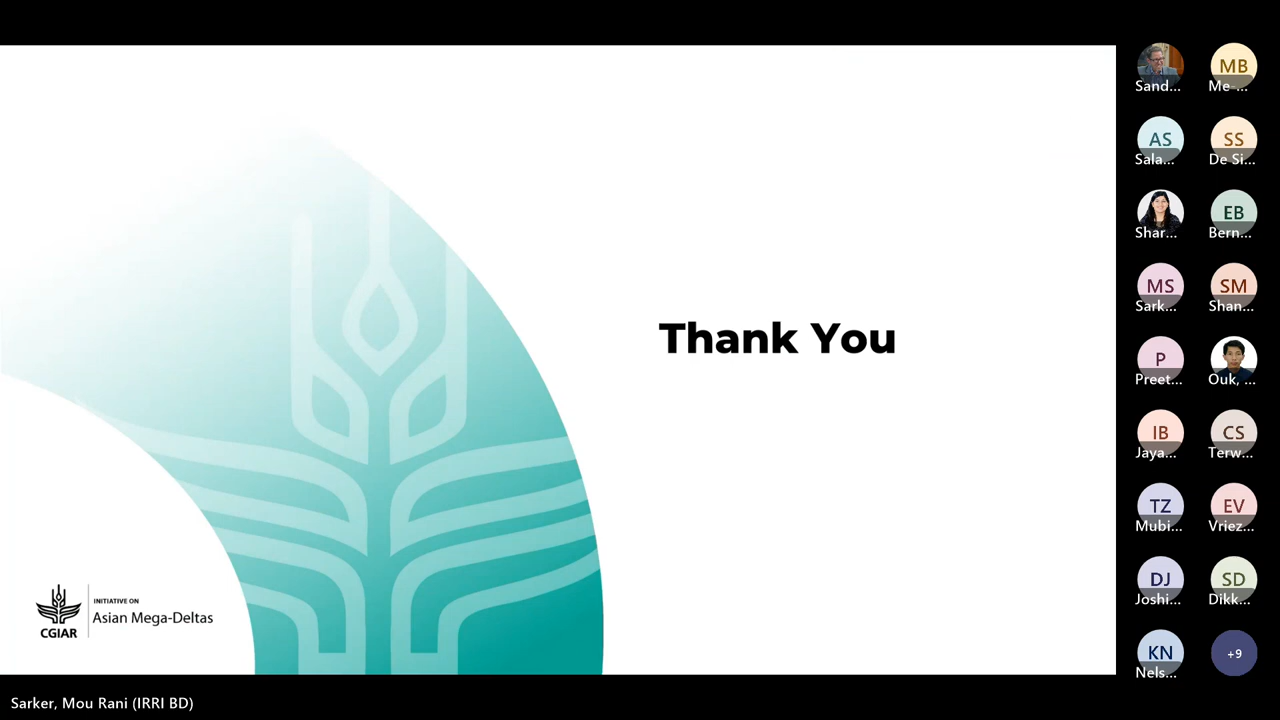 Thank You
INITIATIVE ON
Asian Mega-Deltas
CGIAR
Sarker, Mou Rani (IRRI BD)
Sand...
MB
Me-...
AS
Sala...
SS
De Si...
Shar...
EB
Bern...
MS
Sark...
SM
Shan...
P
Preet...
Ouk, ...
IB
Jaya...
CS
Terw...
TZ
Mubi...
EV
Vriez...
DJ
Joshi...
SD
Dikk...
KN
Nels...
+9